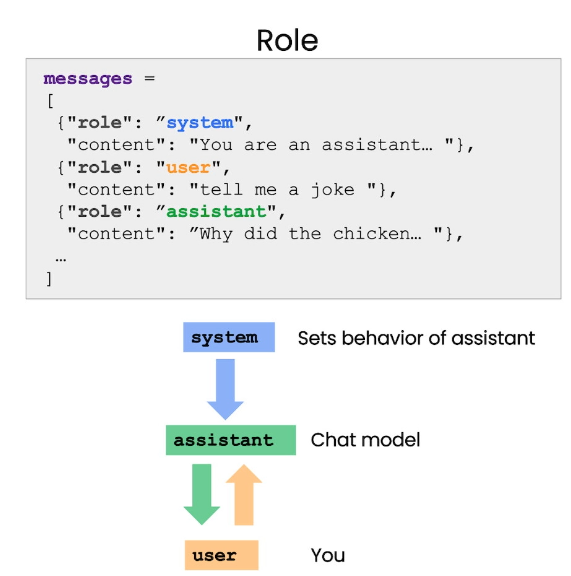 Role
messages =
[
{"role": ”system",
"content": "You are an assistant… "},
{"role": "user",
"content": "tell me a joke "},
{"role": ”assistant",
"content": ”Why did the chicken… "},
…
]
system Sets behavior of assistant
assistant Chat model
user You